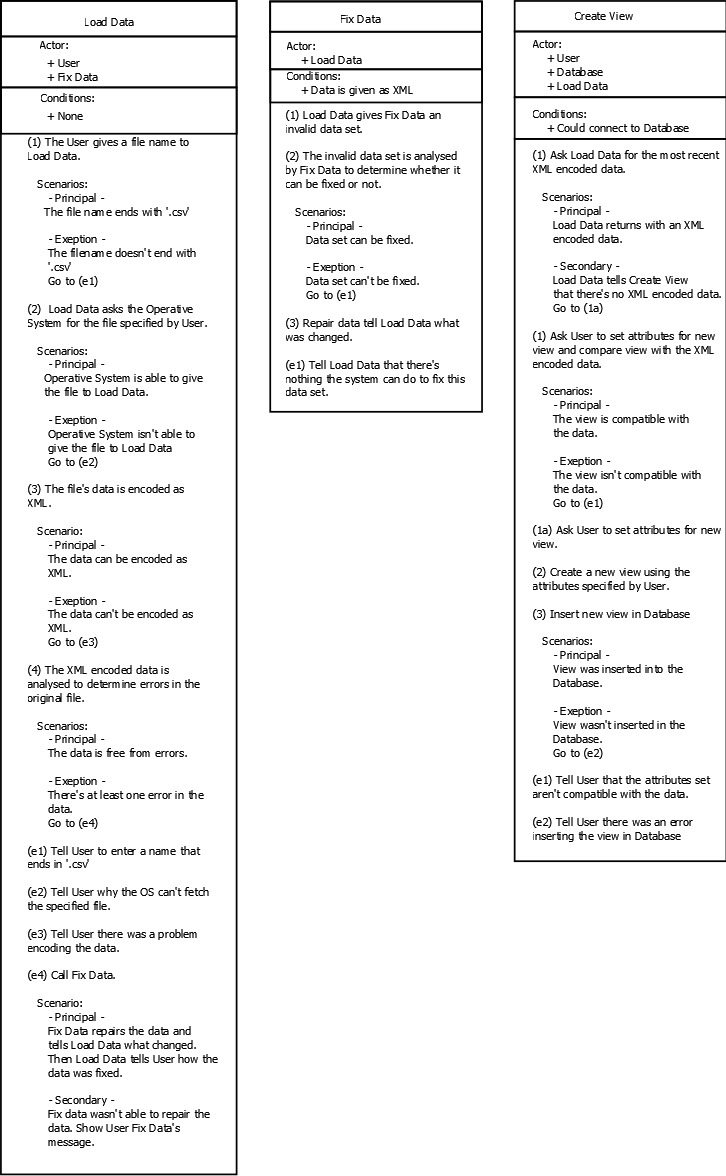 Load Data
Actor:
+ User
+ Fix Data
Conditions:
+ None
(1) The User gives a file name to
Load Data.
Scenarios:
- Principal -
The file name ends with '.csv'
- Exeption -
The filename doesn't end with
'.csv'
Go to (e1)
(2) Load Data asks the Operative
System for the file specified by User.
Scenarios:
- Principal -
Operative System is able to give
the file to Load Data.
- Exeption -
Operative System isn't able to
give the file to Load Data
Go to (e2)
(3) The file's data is encoded as
XML.
Scenario:
- Principal -
The data can be encoded as
XML.
- Exeption -
The data can't be encoded as
XML.
Go to (e3)
(4) The XML encoded data is
analysed to determine errors in the
original file.
Scenarios:
- Principal -
The data is free from errors.
- Exeption -
There's at least one error in the
data.
Go to (e4)
(e1) Tell User to enter a name that
ends in '.csv'
(e2) Tell User why the OS can't fetch
the specified file.
(e3) Tell User there was a problem
encoding the data.
(e4) Call Fix Data.
Scenario:
- Principal -
Fix Data repairs the data and
tells Load Data what changed.
Then Load Data tells User how the
data was fixed.
- Secondary -
Fix data wasn't able to repair the
data. Show User Fix Data's
message.
Fix Data
Actor:
+ Load Data
Conditions:
+ Data is given as XML
(1) Load Data gives Fix Data an
invalid data set.
(2) The invalid data set is analysed
by Fix Data to determine whether it
can be fixed or not.
Scenarios:
- Principal -
Data set can be fixed.
- Exeption -
Data set can't be fixed.
Go to (e1)
(3) Repair data tell Load Data what
was changed.
(e1) Tell Load Data that there's
nothing the system can do to fix this
data set.
Create View
Actor:
+ User
+ Database
+ Load Data
Conditions:
+ Could connect to Database
(1) Ask Load Data for the most recent
XML encoded data.
Scenarios:
- Principal -
Load Data returns with an XML
encoded data.
- Secondary -
Load Data tells Create View
that there's no XML encoded data.
Go to (1a)
(1) Ask User to set attributes for new
view and compare view with the XML
encoded data.
Scenarios:
- Principal -
The view is compatible with
the data.
- Exeption -
The view isn't compatible with
the data.
Go to (e1)
(1a) Ask User to set attributes for new
view.
(2) Create a new view using the
attributes specified by User.
(3) Insert new view in Database
Scenarios:
- Principal -
View was inserted into the
Database.
- Exeption -
View wasn't inserted in the
Database.
Go to (e2)
(e1) Tell User that the attributes set
aren't compatible with the data.
(e2) Tell User there was an error
inserting the view in Database